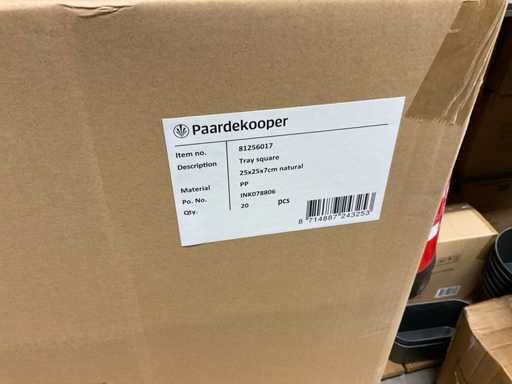 Paardekooper
Item no. 81256017
Description Tray square
25x25x7cm natural
Material PP
Po. No. INK078806
Qty. 20 pcs
8 714887 243253